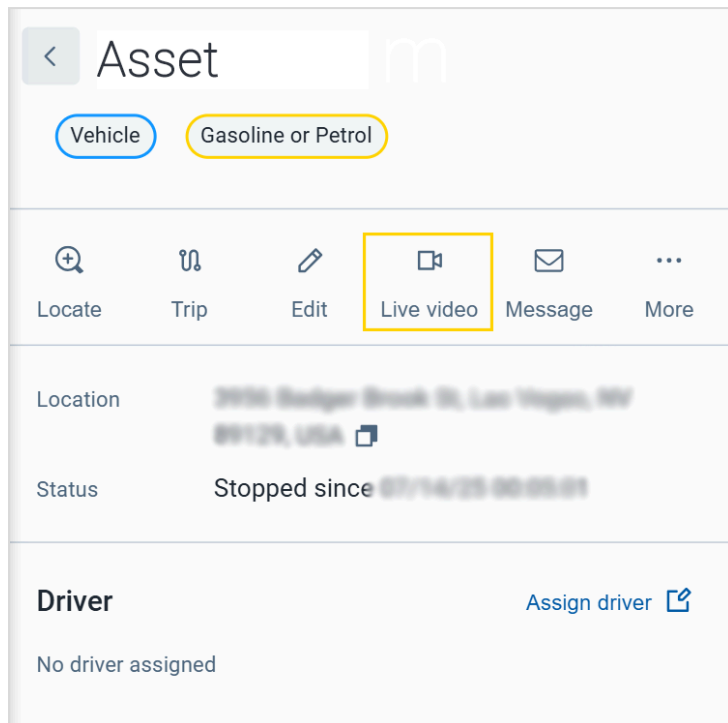 Asset
Vehicle Gasoline or Petrol
Locate Trip Edit Live video Message More
Location
Status Stopped since
Driver Assign driver
No driver assigned